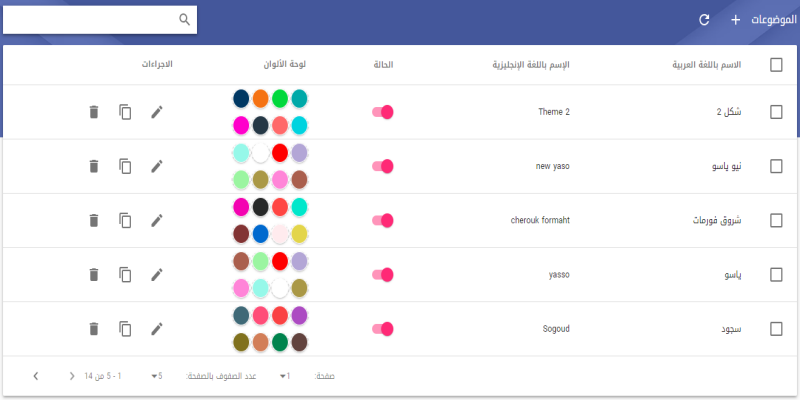 الموضوعات
الاسم باللغة العربية الإسم باللغة الإنجليزية الحالة لوحة الألوان الاجراءات
شكل 2 Theme 2
نيو ياسو new yaso
شروق فورمات cherouk formaht
ياسو yasso
سجود Sogoud
صفحة: 1 عدد الصفوف بالصفحة: 5 1 - 5 من 14